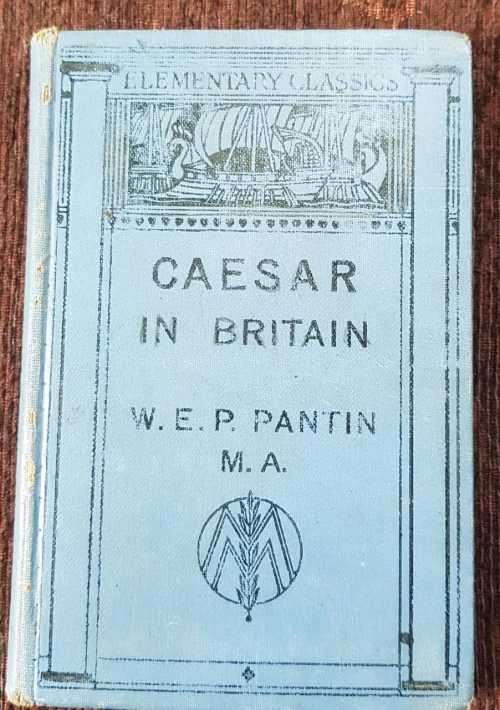 ELEMENTARY CLASSICS
CAESAR
IN BRITAIN
W. E. P. PANTIN
M. A.